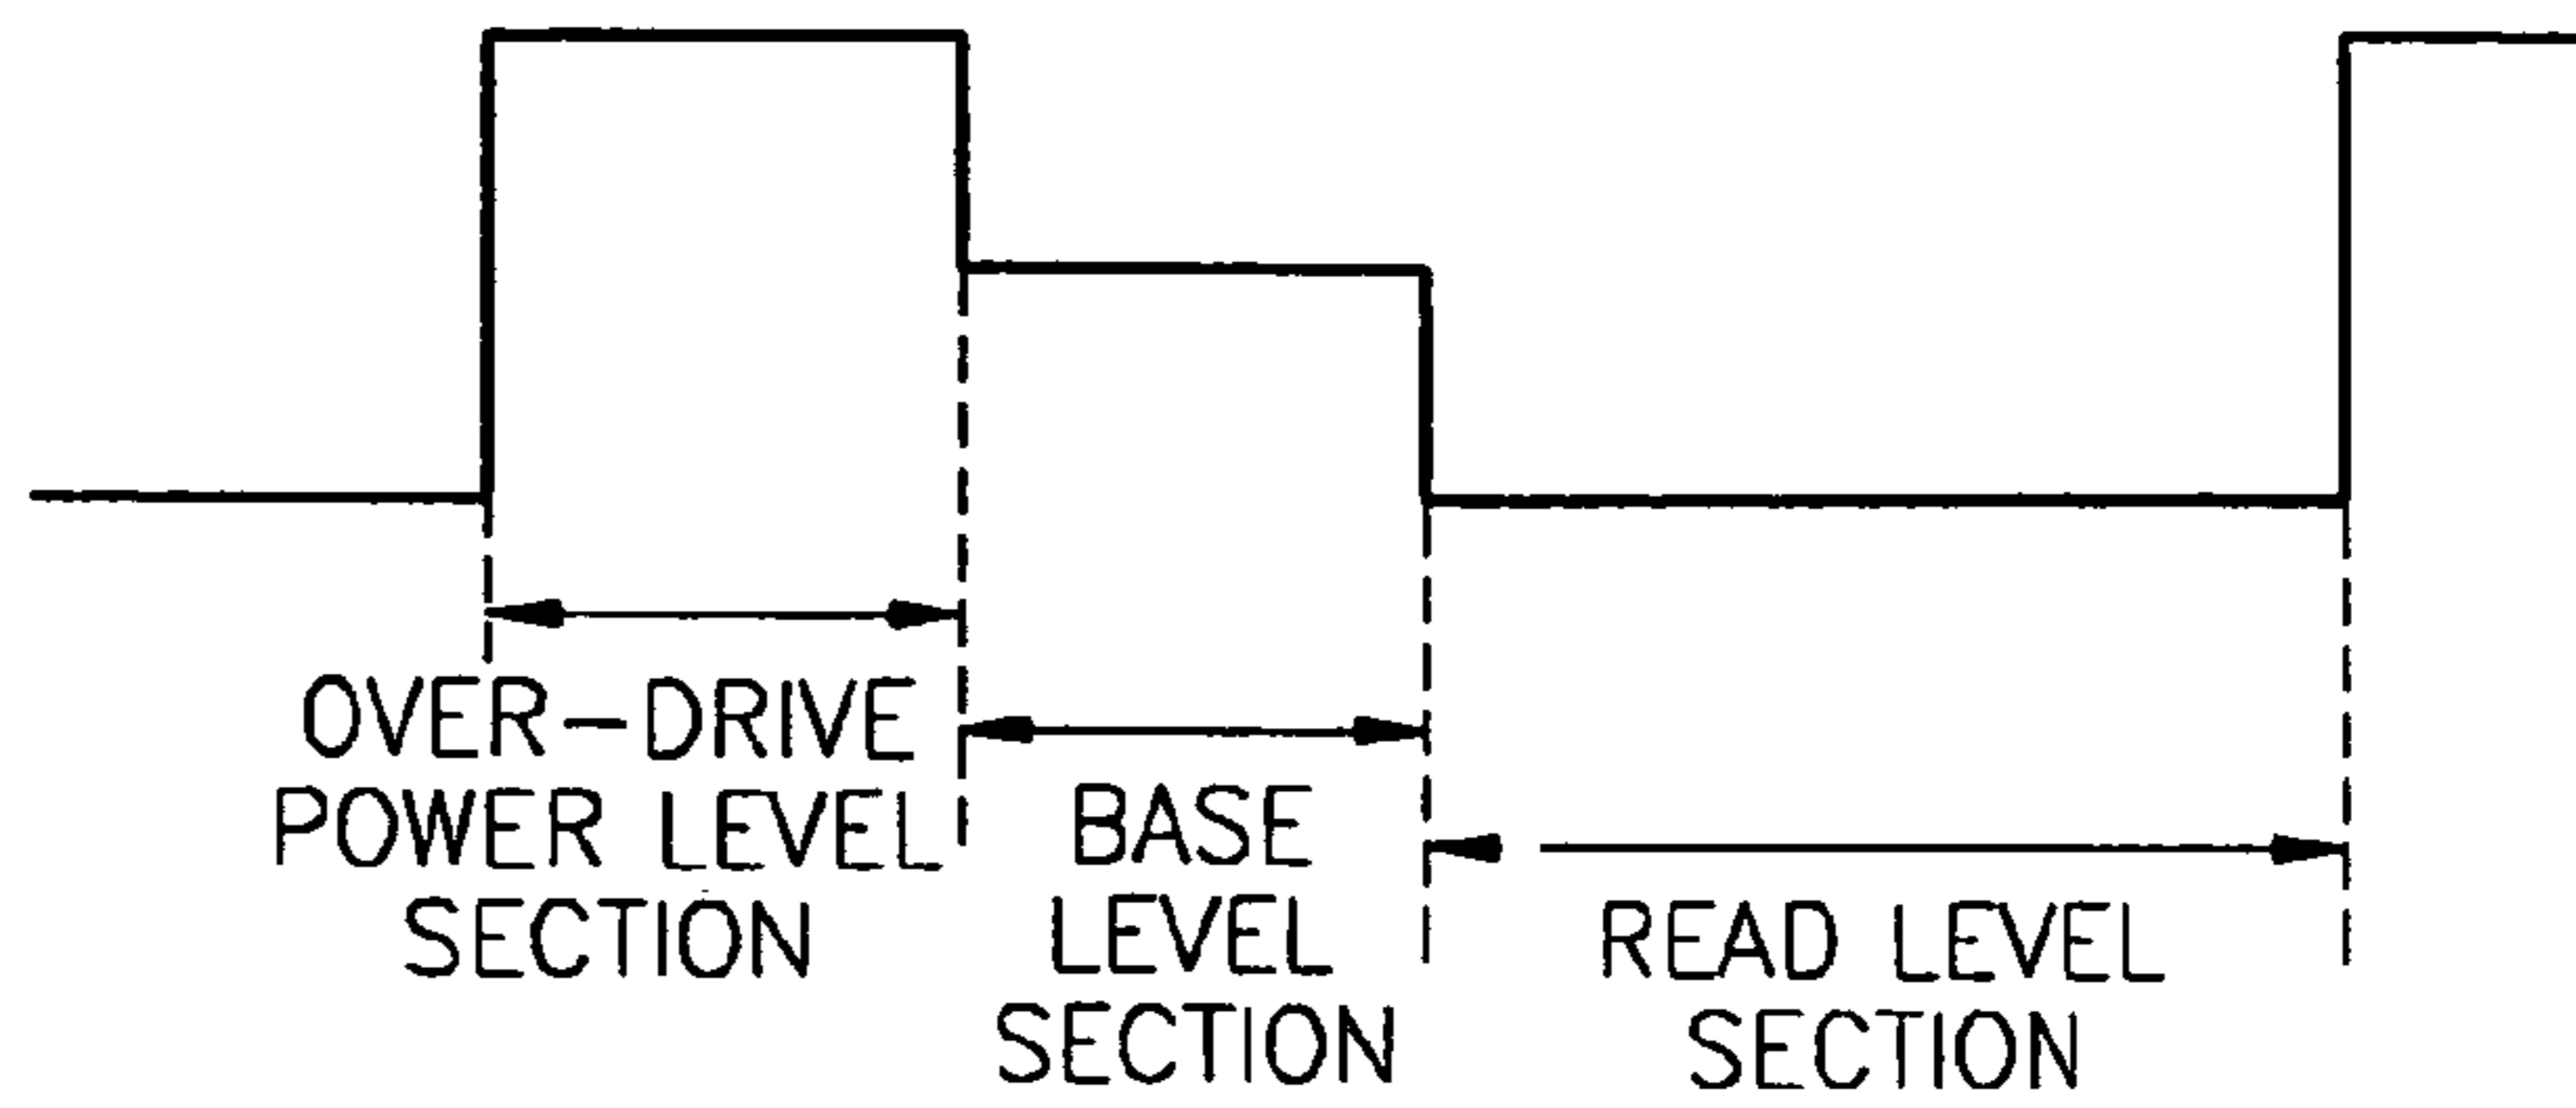 OVER-DRIVE
POWER LEVEL
SECTION
BASE
LEVEL
SECTION
READ LEVEL
SECTION